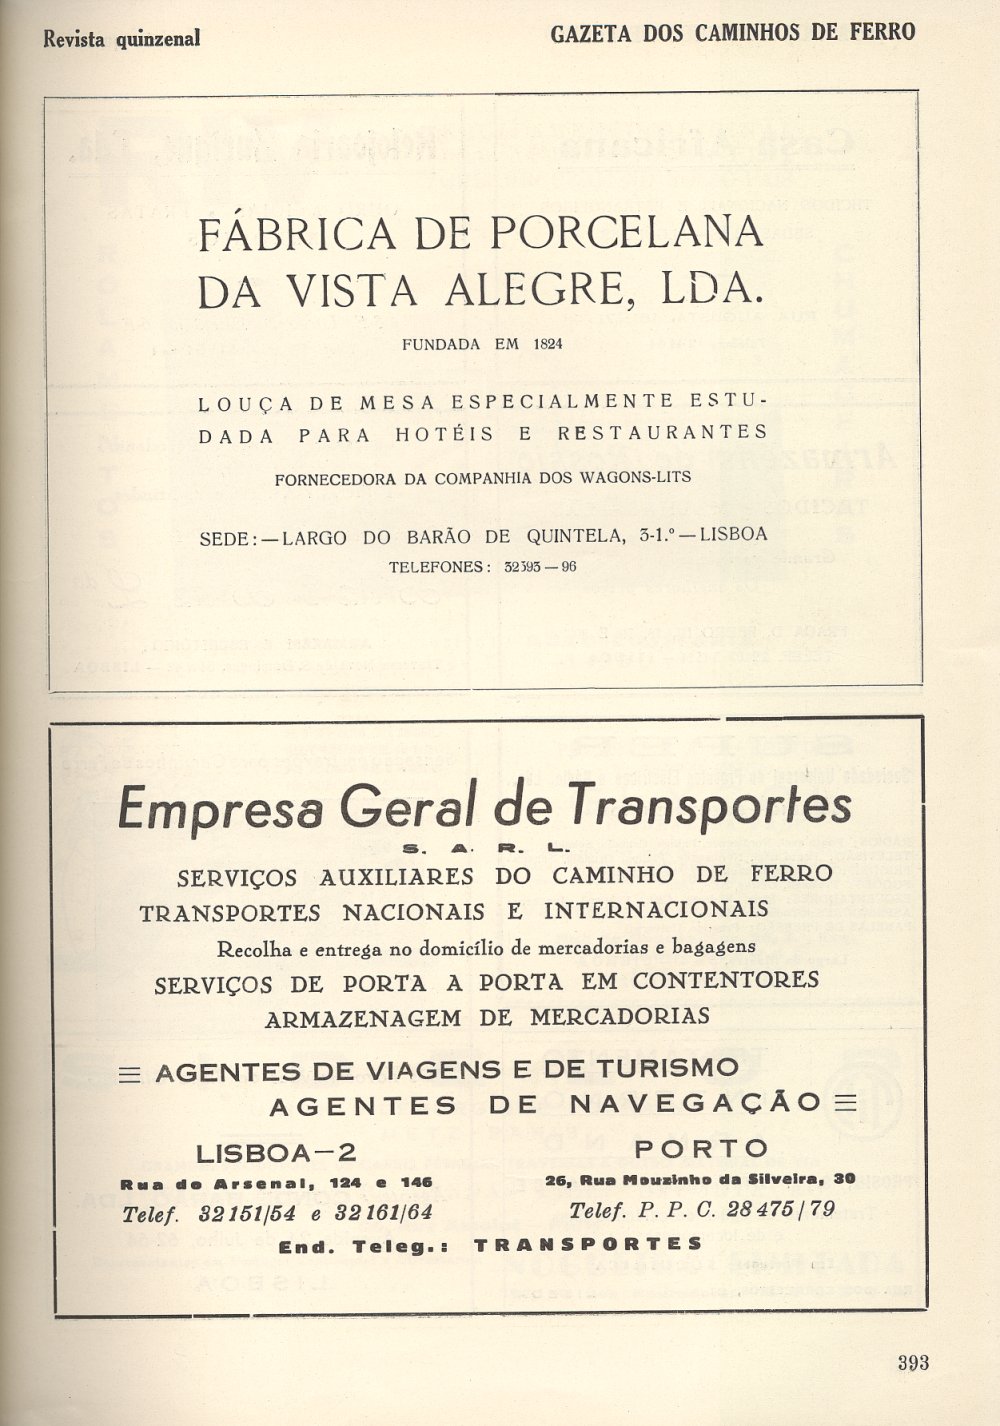 Revista quinzenal
GAZETA DOS CAMINHOS DE FERRO
FÁBRICA DE PORCELANA
DA VISTA ALEGRE, LDA.
FUNDADA EM 1824
LOUÇA DE MESA ESPECIALMENTE ESTU-
DADA PARA HOTÉIS E RESTAURANTES
FORNECEDORA DA COMPANHIA DOS WAGONS-LITS
SEDE:—LARGO DO BARÃO DE QUINTELA, 3-1.º—LISBOA
TELEFONES: 32393—96
Empresa Geral de Transportes
S. A. R. L.
SERVIÇOS AUXILIARES DO CAMINHO DE FERRO
TRANSPORTES NACIONAIS E INTERNACIONAIS
Recolha e entrega no domicílio de mercadorias e bagagens
SERVIÇOS DE PORTA A PORTA EM CONTENTORES
ARMAZENAGEM DE MERCADORIAS
AGENTES DE VIAGENS E DE TURISMO
AGENTES DE NAVEGAÇÃO
LISBOA—2
Rua do Arsenal, 124 e 146
Telef. 32151/54 e 32161/64
PORTO
26, Rua Mouzinho da Silveira, 30
Telef. P. P. C. 28475/79
End. Teleg.: TRANSPORTES
393